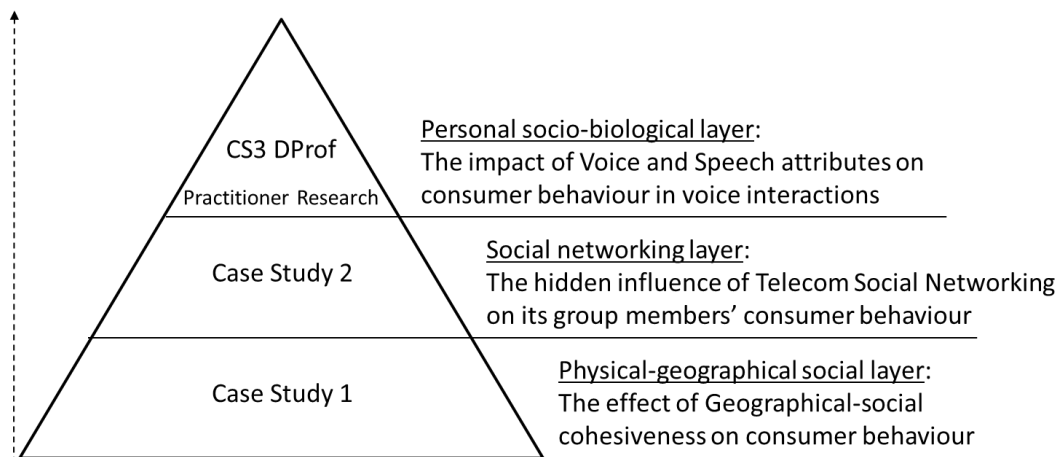 CS3 DProf
Practitioner Research
Personal socio-biological layer:
The impact of Voice and Speech attributes on
consumer behaviour in voice interactions
Case Study 2
Social networking layer:
The hidden influence of Telecom Social Networking
on its group members’ consumer behaviour
Case Study 1
Physical-geographical social layer:
The effect of Geographical-social
cohesiveness on consumer behaviour